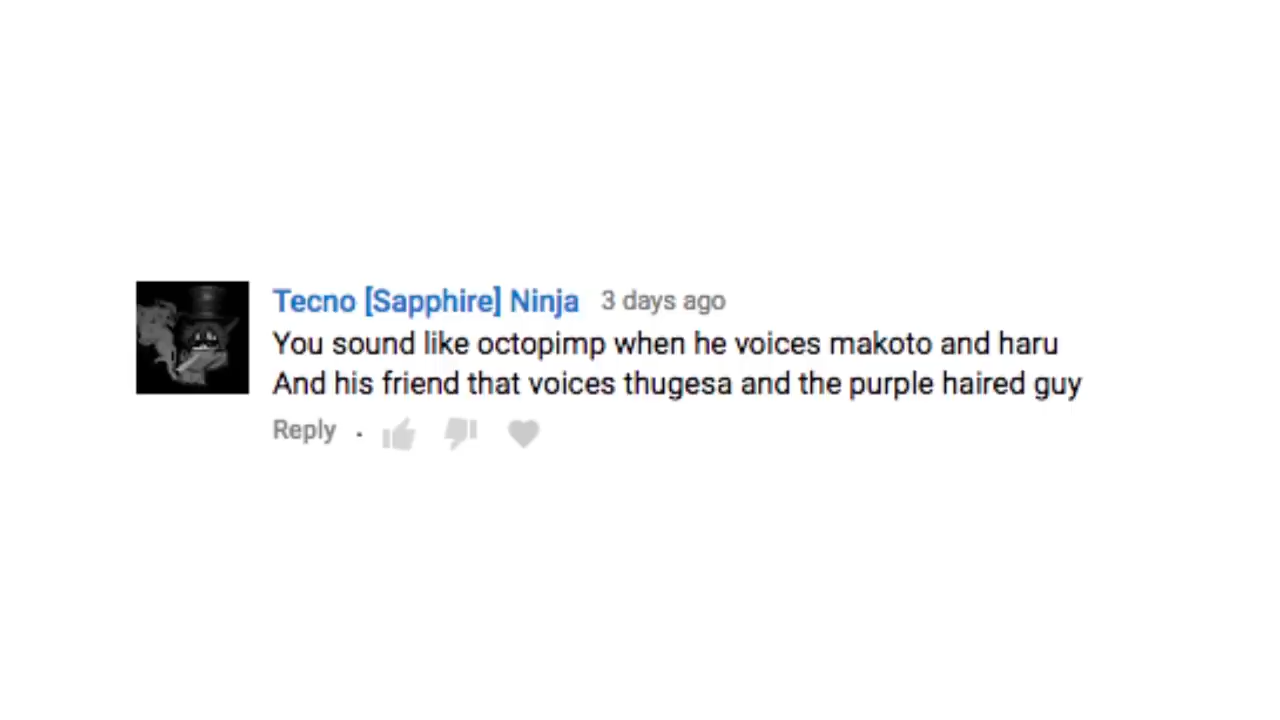 Tecno [Sapphire] Ninja 3 days ago
You sound like octopimp when he voices makoto and haru
And his friend that voices thugesa and the purple haired guy
Reply .